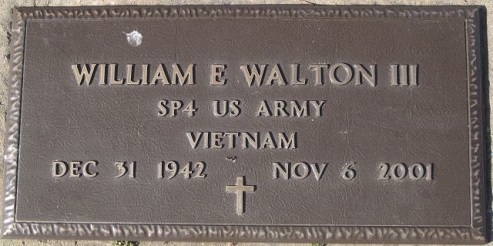 WILLIAM E WALTON III
SP4 US ARMY
VIETNAM
DEC 31 1942 NOV 6 2001